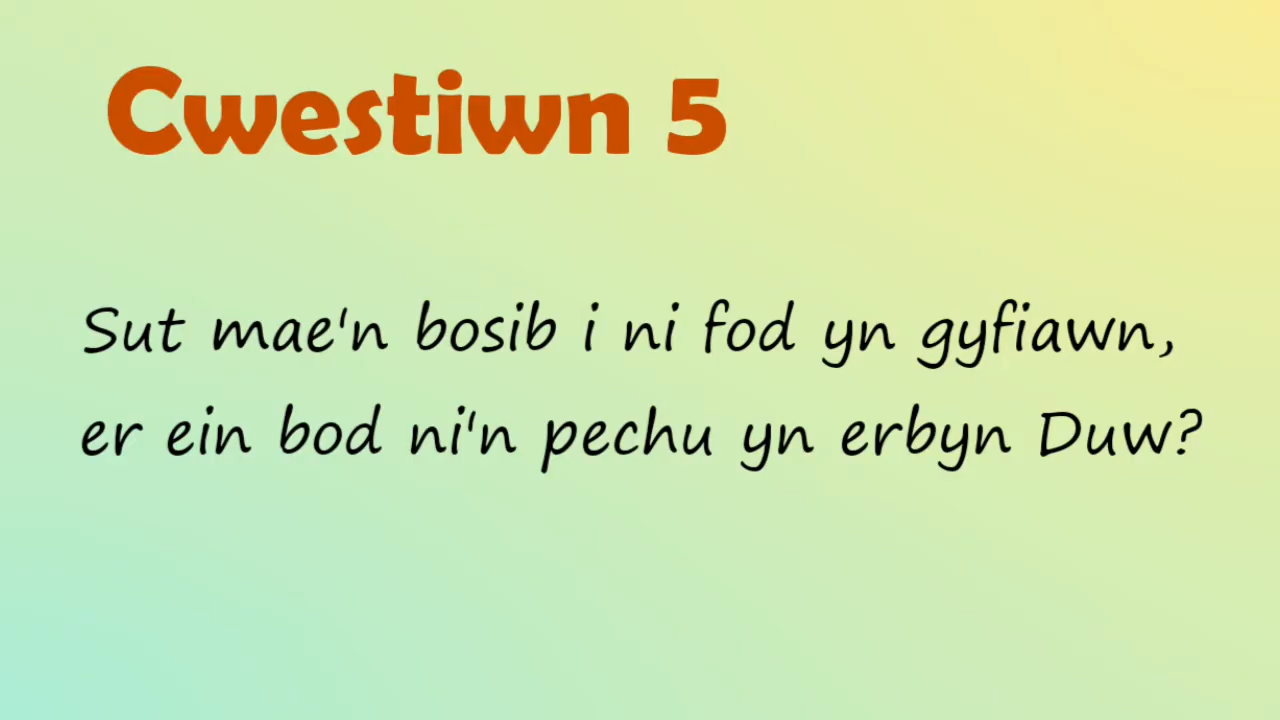 Cwestiwn 5
Sut mae'n bosib i ni fod yn gyfiawn,
er ein bod ni'n pechu yn erbyn Duw?